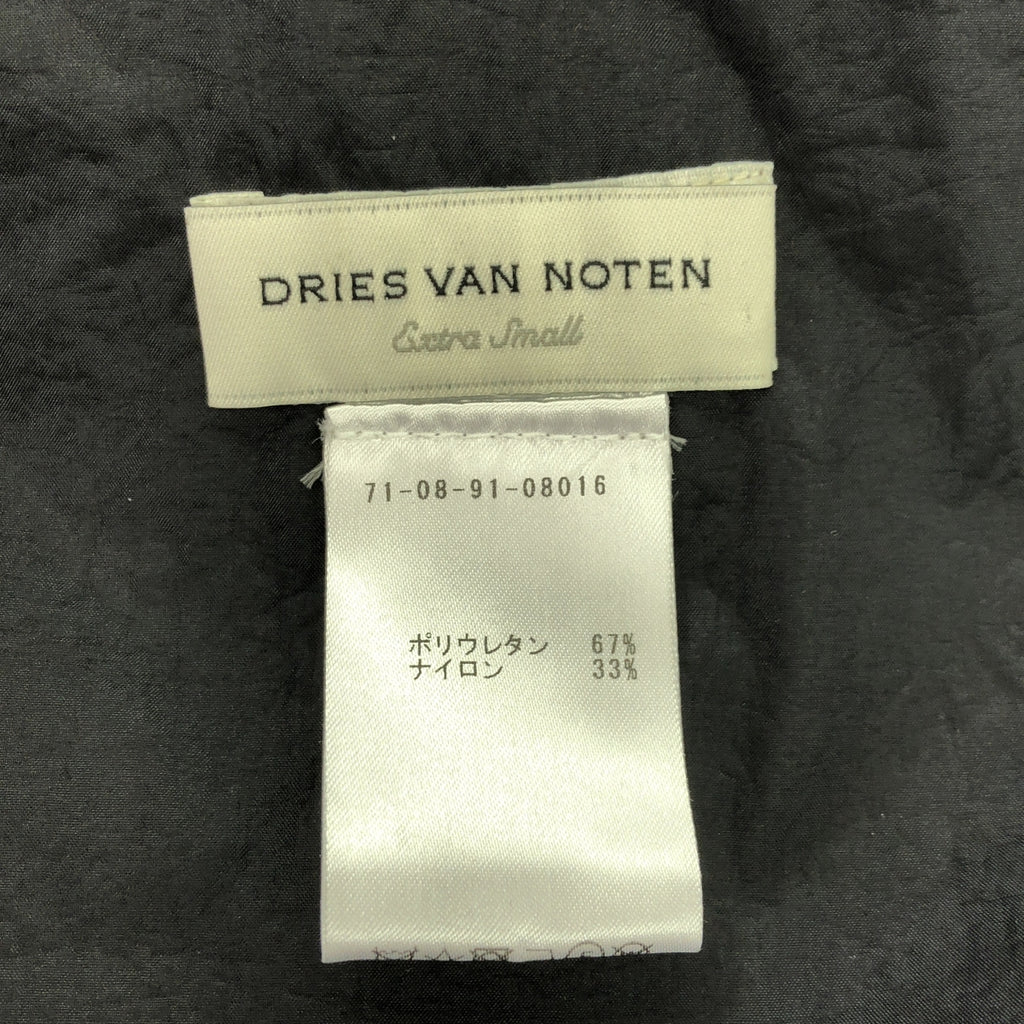 DRIES VAN NOTEN
Extra Small
71-08-91-08016
ポリウレタン 67%
ナイロン 33%